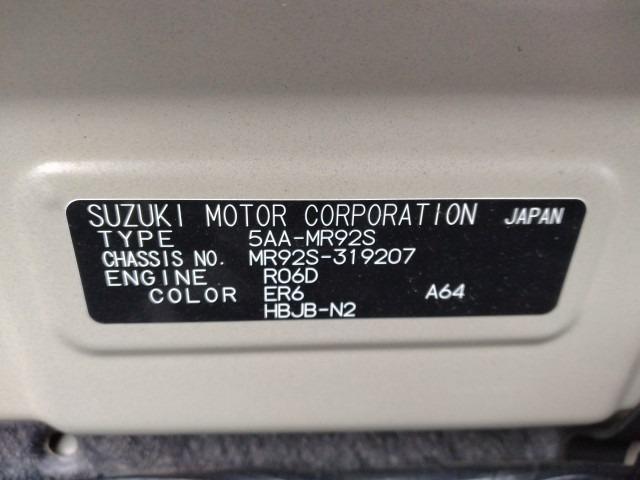 SUZUKI MOTOR CORPORATION JAPAN
TYPE 5AA-MR92S
CHASSIS NO. MR92S-319207
ENGINE R06D
COLOR ER6 A64
HBJB-N2